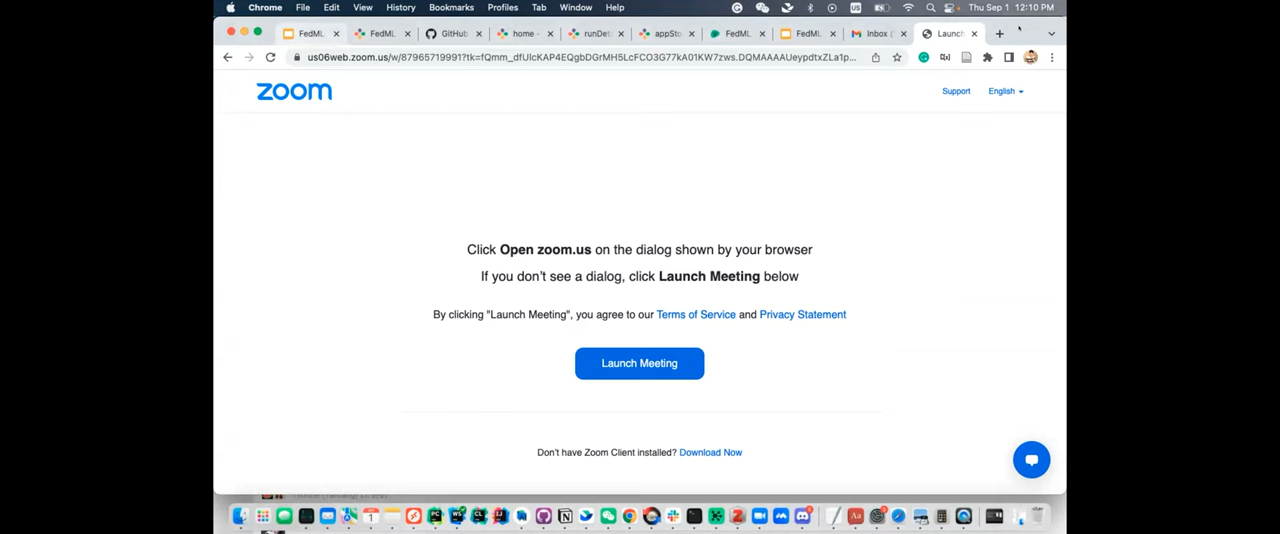 Chrome File Edit View History Bookmarks Profiles Tab Window Help US Thu Sep 1 12:10 PM
FedML FedML GitHub home - runDet appSto FedML FedML Inbox ( Launch
us06web.zoom.us/w/87965719991?tk=fQmm_dfUlcKAP4EQgbDGrMH5LcFCO3G77kA01KW7zws.DQMAAAAUeypdtxZLa1p...
zoom
Support English
Click Open zoom.us on the dialog shown by your browser
If you don't see a dialog, click Launch Meeting below
By clicking "Launch Meeting", you agree to our Terms of Service and Privacy Statement
Launch Meeting
Don't have Zoom Client installed? Download Now